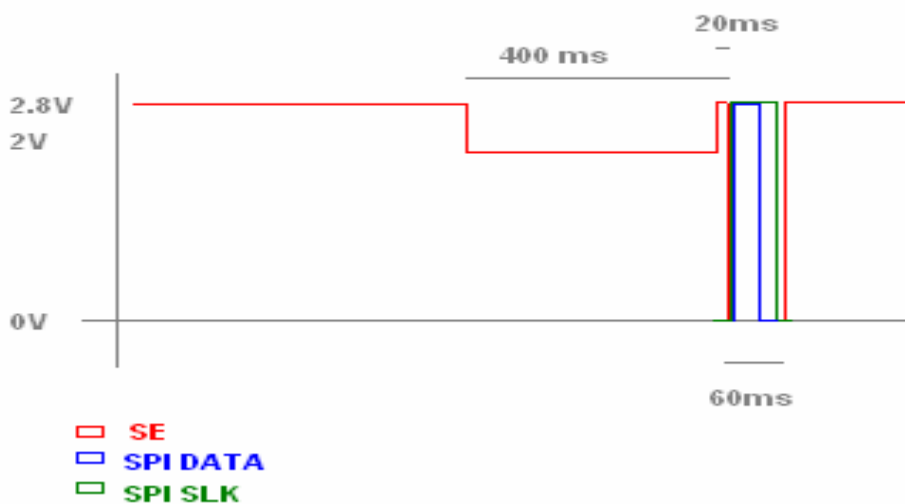 20ms
400 ms
2.8V
2V
0V
60ms
SE
SPI DATA
SPI SLK